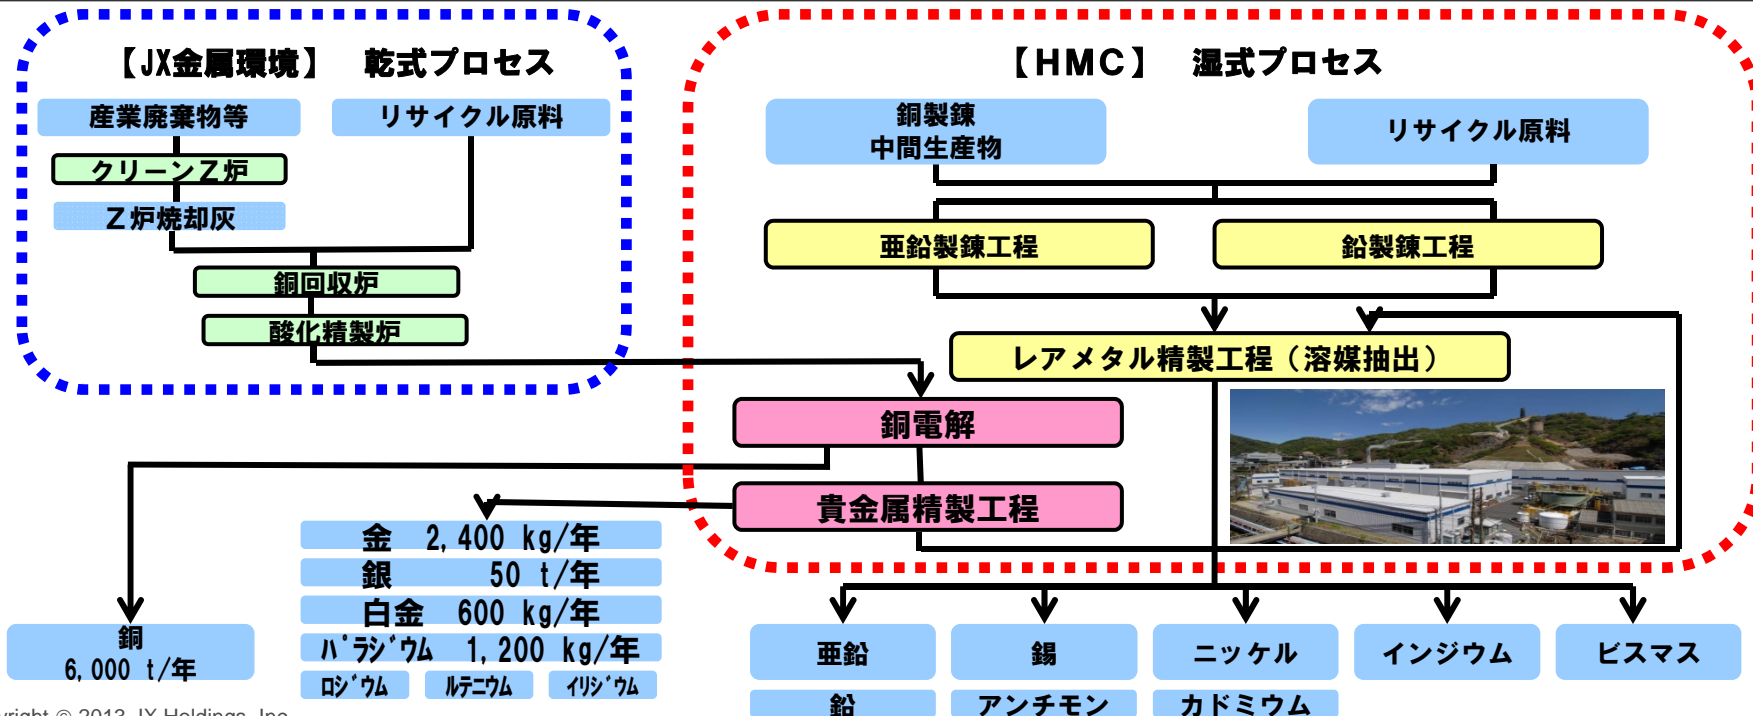 【JX金属環境】　乾式プロセス
産業廃棄物等
リサイクル原料
クリーンZ炉
Z炉焼却灰
銅回収炉
酸化精製炉
【HMC】　湿式プロセス
銅製錬
中間生産物
リサイクル原料
亜鉛製錬工程
鉛製錬工程
レアメタル精製工程（溶媒抽出）
銅電解
貴金属精製工程
金　2,400 kg/年
銀　50 t/年
白金　600 kg/年
パラジウム　1,200 kg/年
ロジウム
ルテニウム
イリジウム
銅
6,000 t/年
亜鉛
錫
ニッケル
インジウム
ビスマス
鉛
アンチモン
カドミウム
yright © 2013 JX Holdings, Inc